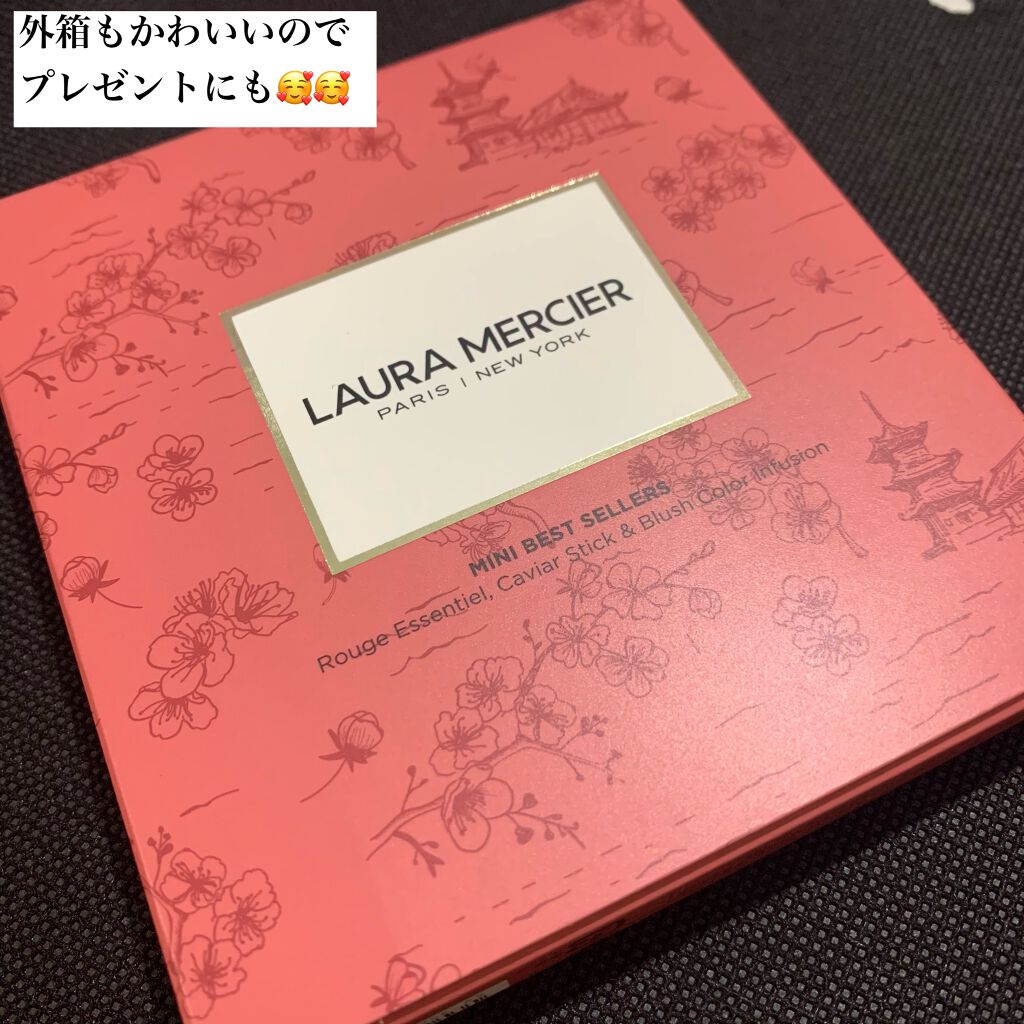 外箱もかわいいので
プレゼントにも🥰🥰
LAURA MERCIER
PARIS | NEW YORK
MINI BEST SELLERS
Rouge Essentiel, Caviar Stick & Blush Color Infusion